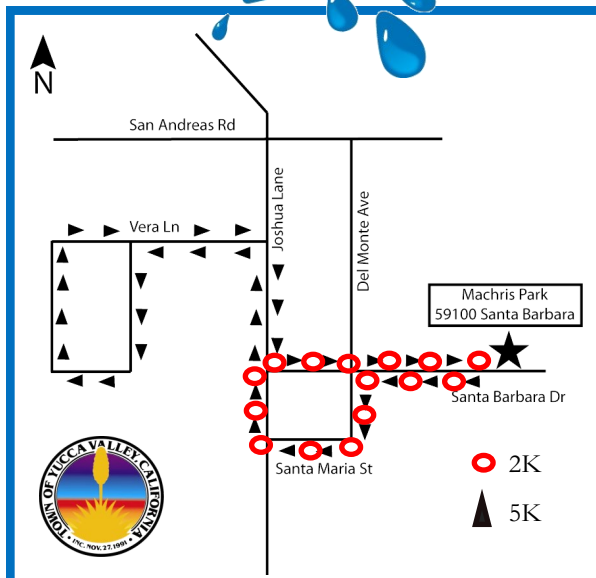 N
San Andreas Rd
Vera Ln
Joshua Lane
Del Monte Ave
Machris Park
59100 Santa Barbara
Santa Barbara Dr
Santa Maria St
2K
5K
TOWN OF YUCCA VALLEY, CALIFORNIA
• INC. NOV. 27, 1991 •